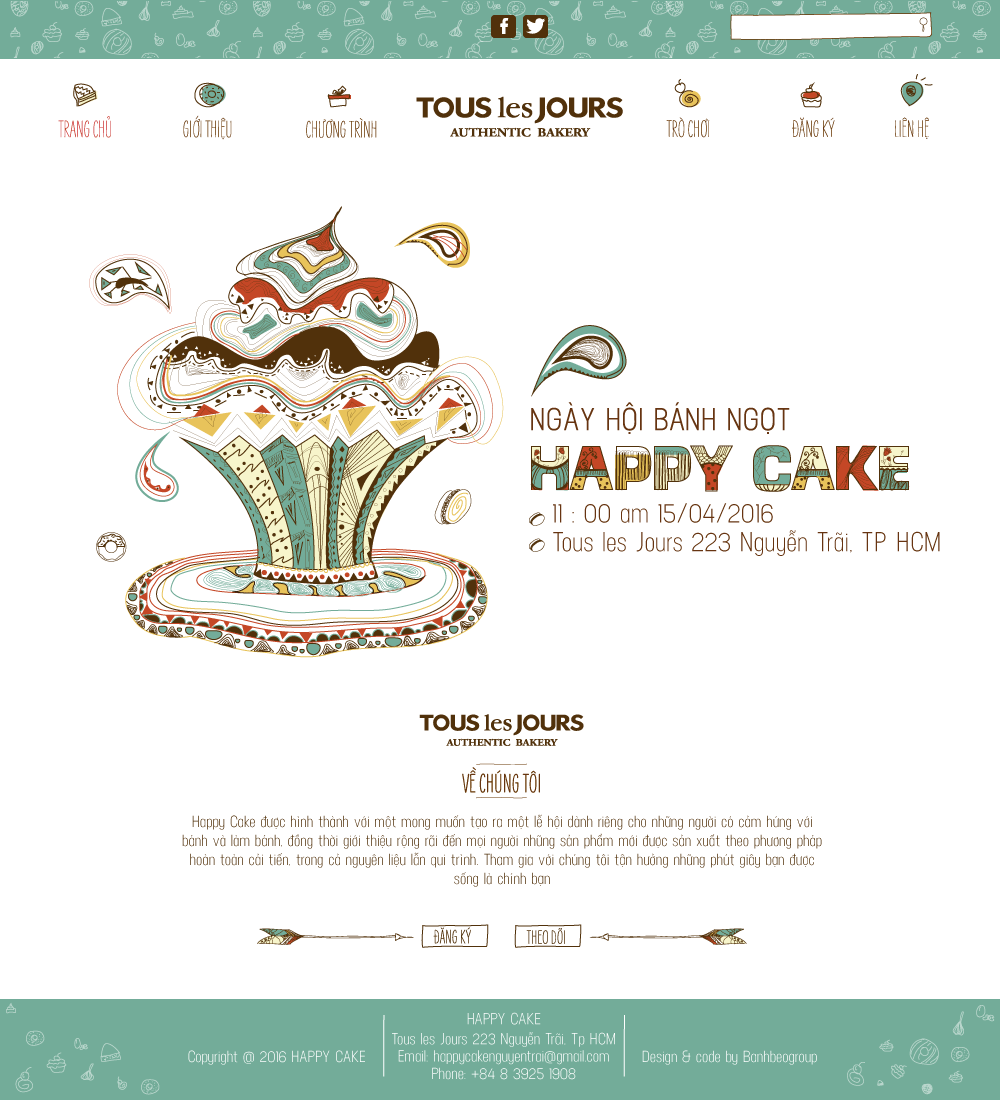 TRANG CHỦ
GIỚI THIỆU
CHƯƠNG TRÌNH
TOUS les JOURS
AUTHENTIC BAKERY
TRÒ CHƠI
ĐĂNG KÝ
LIÊN HỆ
NGÀY HỘI BÁNH NGỌT
HAPPY CAKE
11 : 00 am 15/04/2016
Tous les Jours 223 Nguyễn Trãi, TP HCM
TOUS les JOURS
AUTHENTIC BAKERY
VỀ CHÚNG TÔI
Happy Cake được hình thành với một mong muốn tạo ra một lễ hội dành riêng cho những người có cảm hứng với
bánh và làm bánh, đồng thời giới thiệu rộng rãi đến mọi người những sản phẩm mới được sản xuất theo phương pháp
hoàn toàn cải tiến, trong cả nguyên liệu lẫn qui trình. Tham gia với chúng tôi tận hưởng những phút giây bạn được
sống là chính bạn
ĐĂNG KÝ
THEO DÕI
HAPPY CAKE
Tous les Jours 223 Nguyễn Trãi, Tp HCM
Email: happycakenguyentrai@gmail.com
Phone: +84 8 3925 1908
Copyright @ 2016 HAPPY CAKE
Design & code by Banhbeogroup